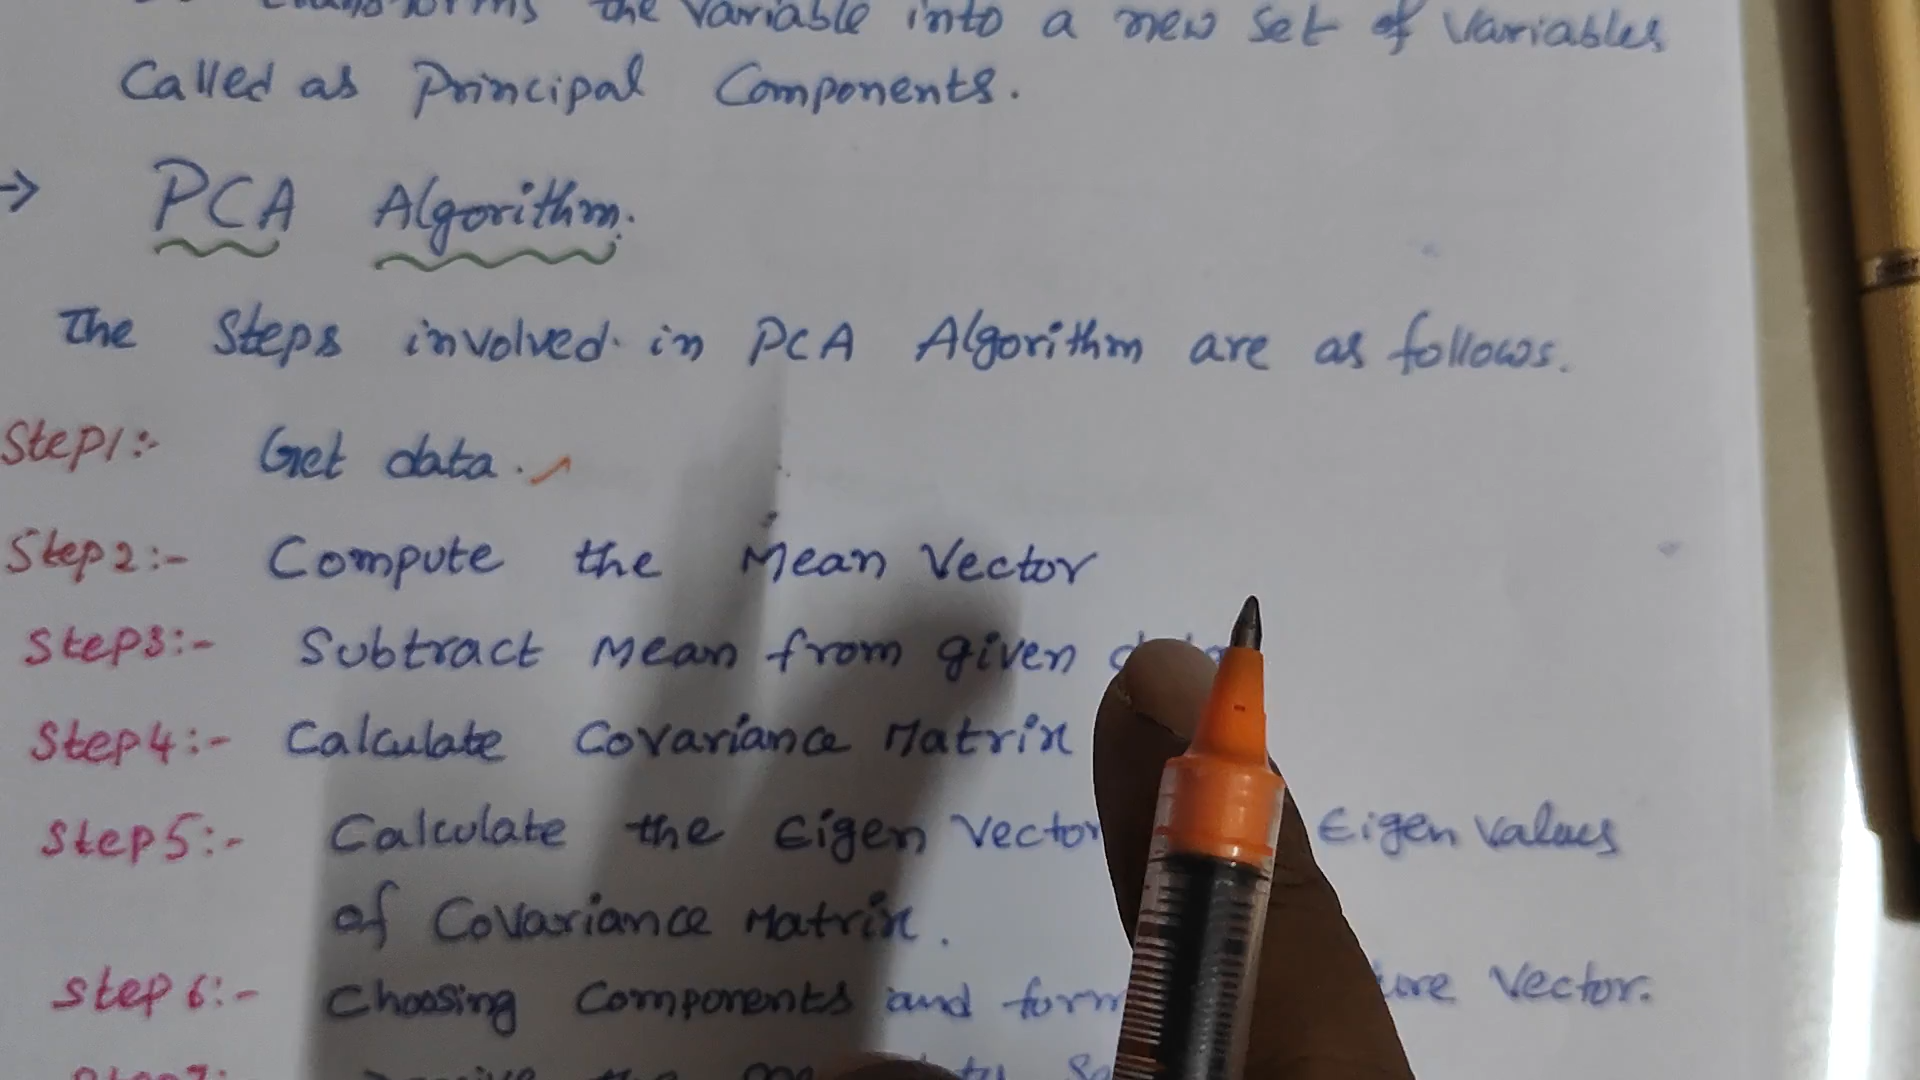 the Variable into a new set of Variables
Called as Principal Components.
→ PCA Algorithm.
The Steps involved in PCA Algorithm are as follows.
Step1:- Get data.
Step2:- Compute the Mean Vector
Step3:- Subtract Mean from given
Step4:- Calculate Covariance Matrix
Step5:- Calculate the Eigen Vector Eigen Values
of Covariance Matrix.
Step6:- Choosing Components and form Vector.
Step7: the